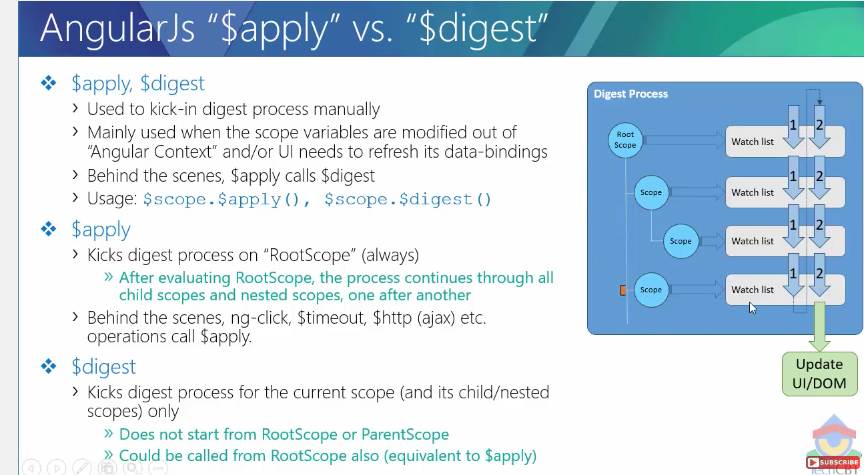 AngularJs “$apply” vs. “$digest”
$apply, $digest
Used to kick-in digest process manually
Mainly used when the scope variables are modified out of
“Angular Context” and/or UI needs to refresh its data-bindings
Behind the scenes, $apply calls $digest
Usage: $scope.$apply(), $scope.$digest()
$apply
Kicks digest process on “RootScope” (always)
After evaluating RootScope, the process continues through all
child scopes and nested scopes, one after another
Behind the scenes, ng-click, $timeout, $http (ajax) etc.
operations call $apply.
$digest
Kicks digest process for the current scope (and its child/nested
scopes) only
Does not start from RootScope or ParentScope
Could be called from RootScope also (equivalent to $apply)
Digest Process
Root
Scope
Watch list
1
2
Scope
Watch list
1
2
Scope
Watch list
1
2
Scope
Watch list
1
2
Update
UI/DOM
TechCBT
SUBSCRIBE